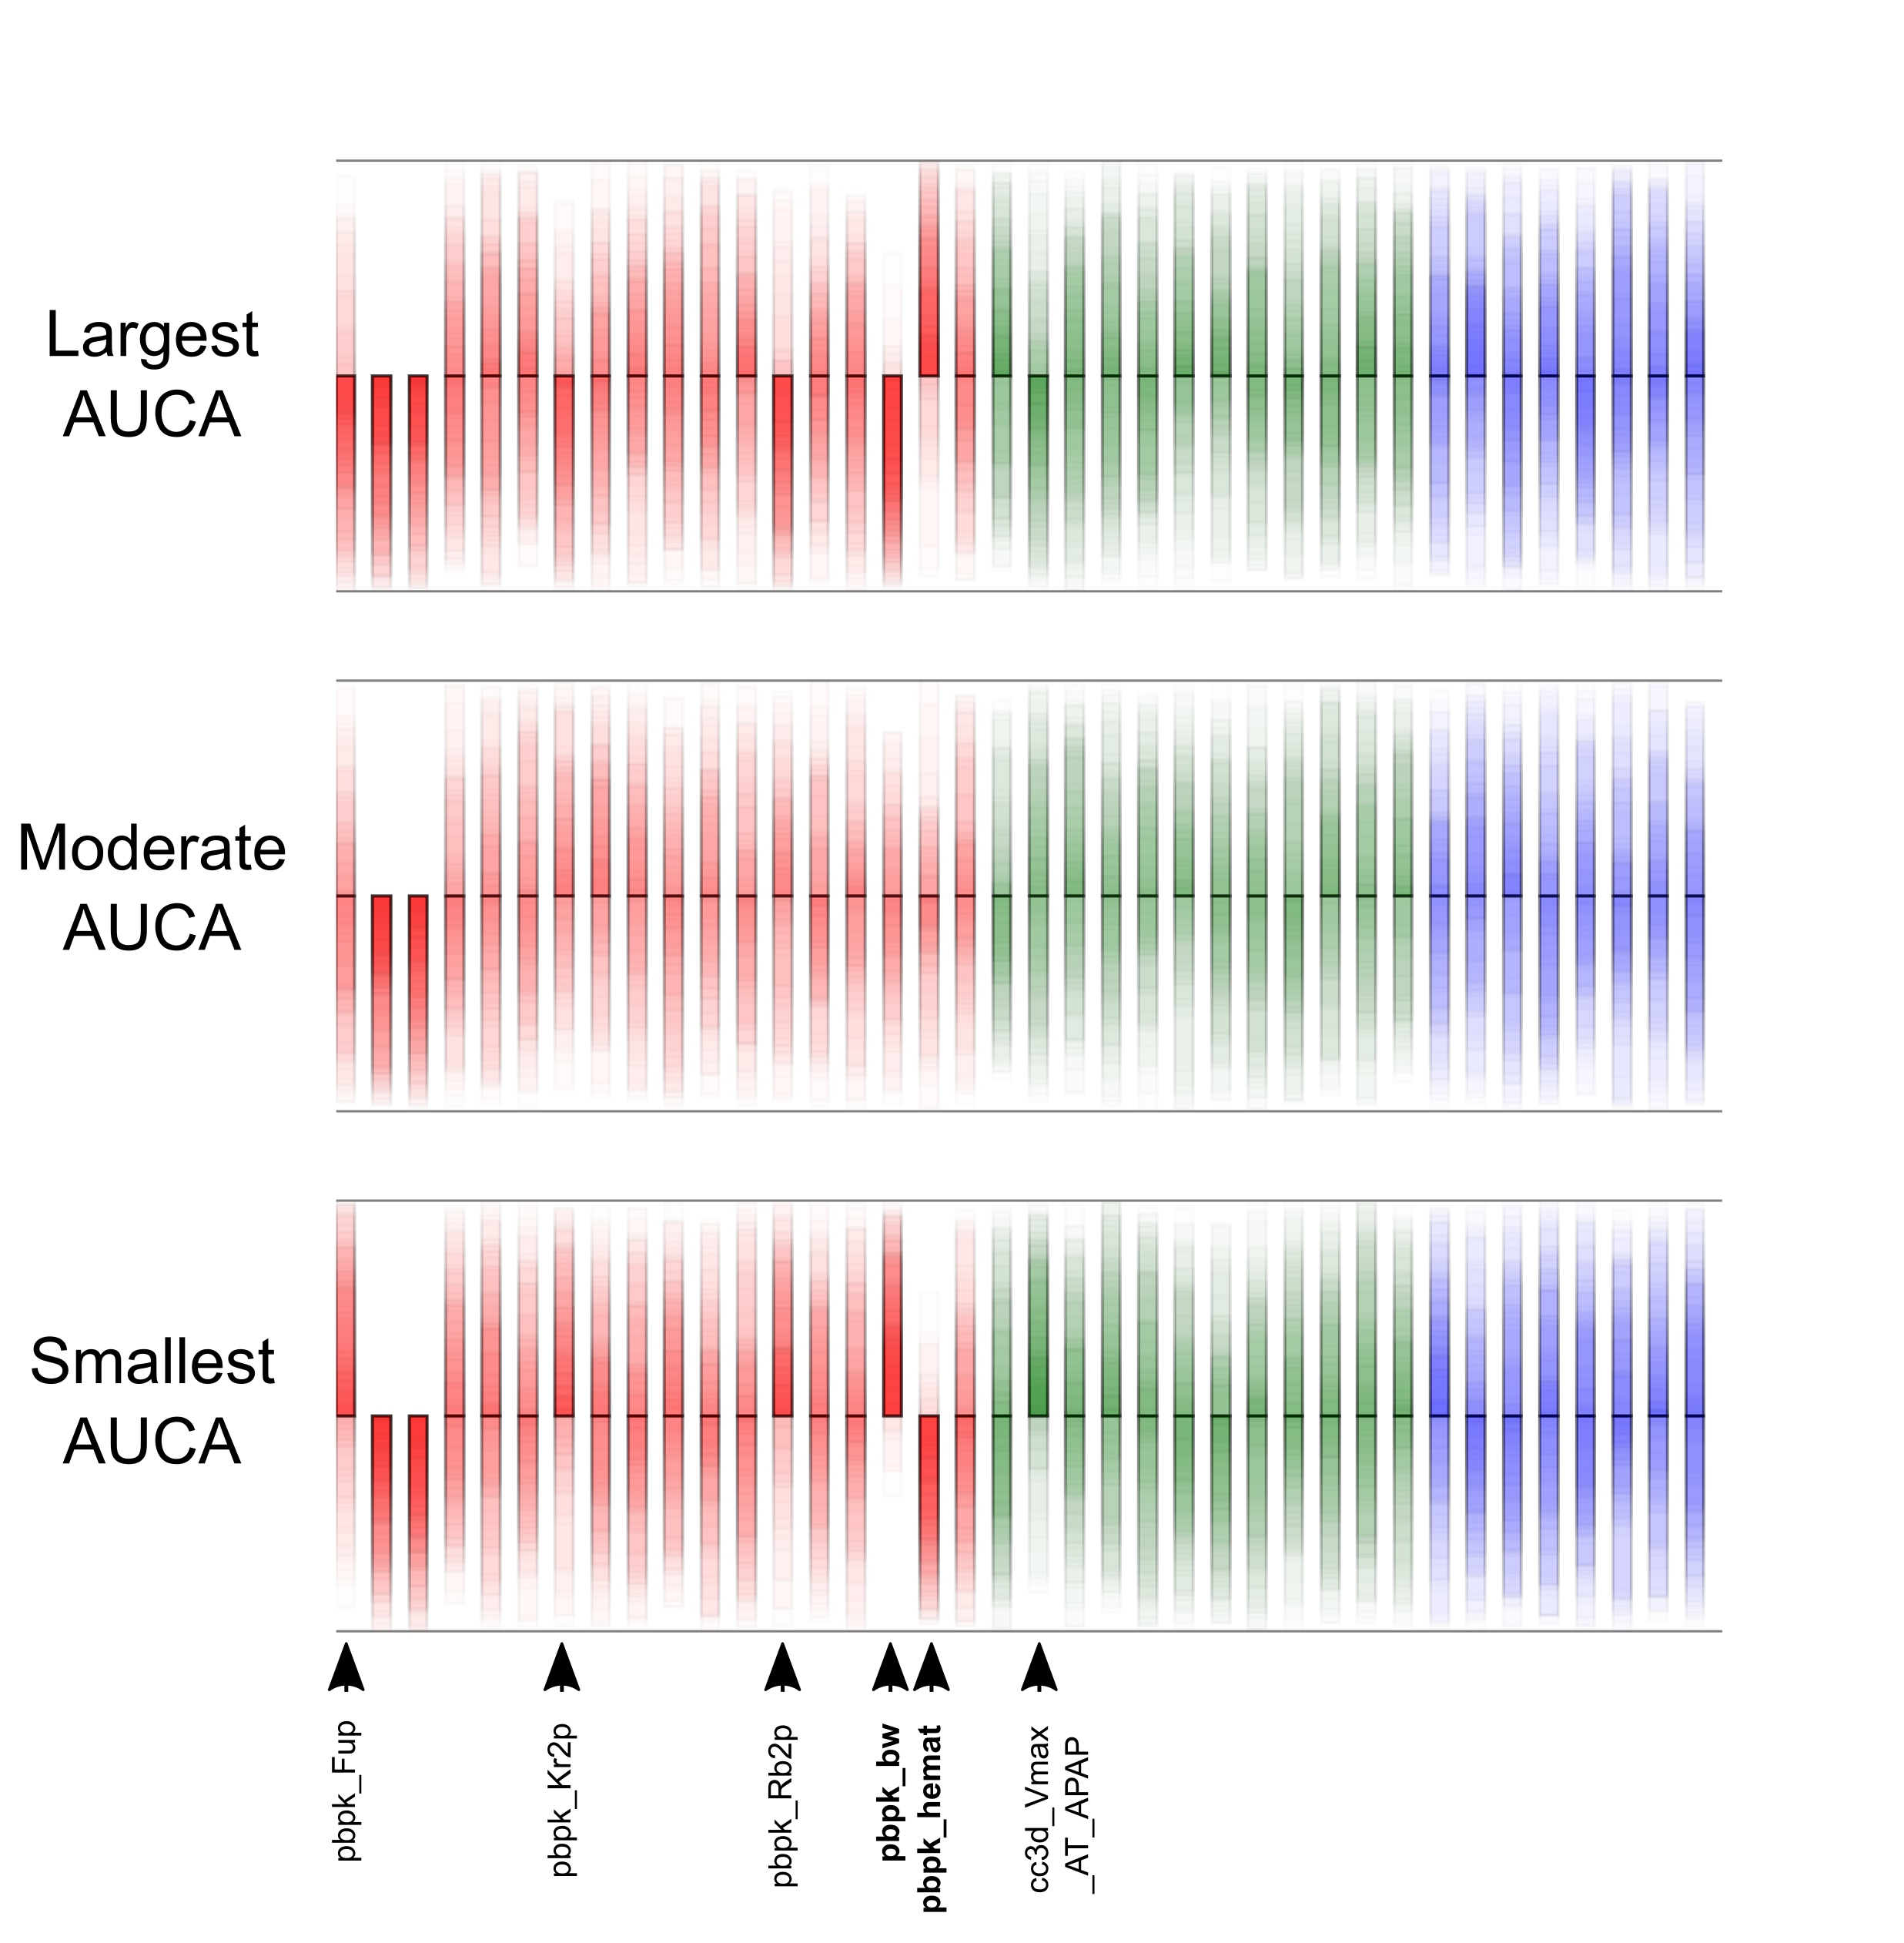 Largest
AUCA
Moderate
AUCA
Smallest
AUCA
pbpk_Fup
pbpk_Kr2p
pbpk_Rb2p
pbpk_bw
pbpk_hemat
cc3d_Vmax
_AT_APAP